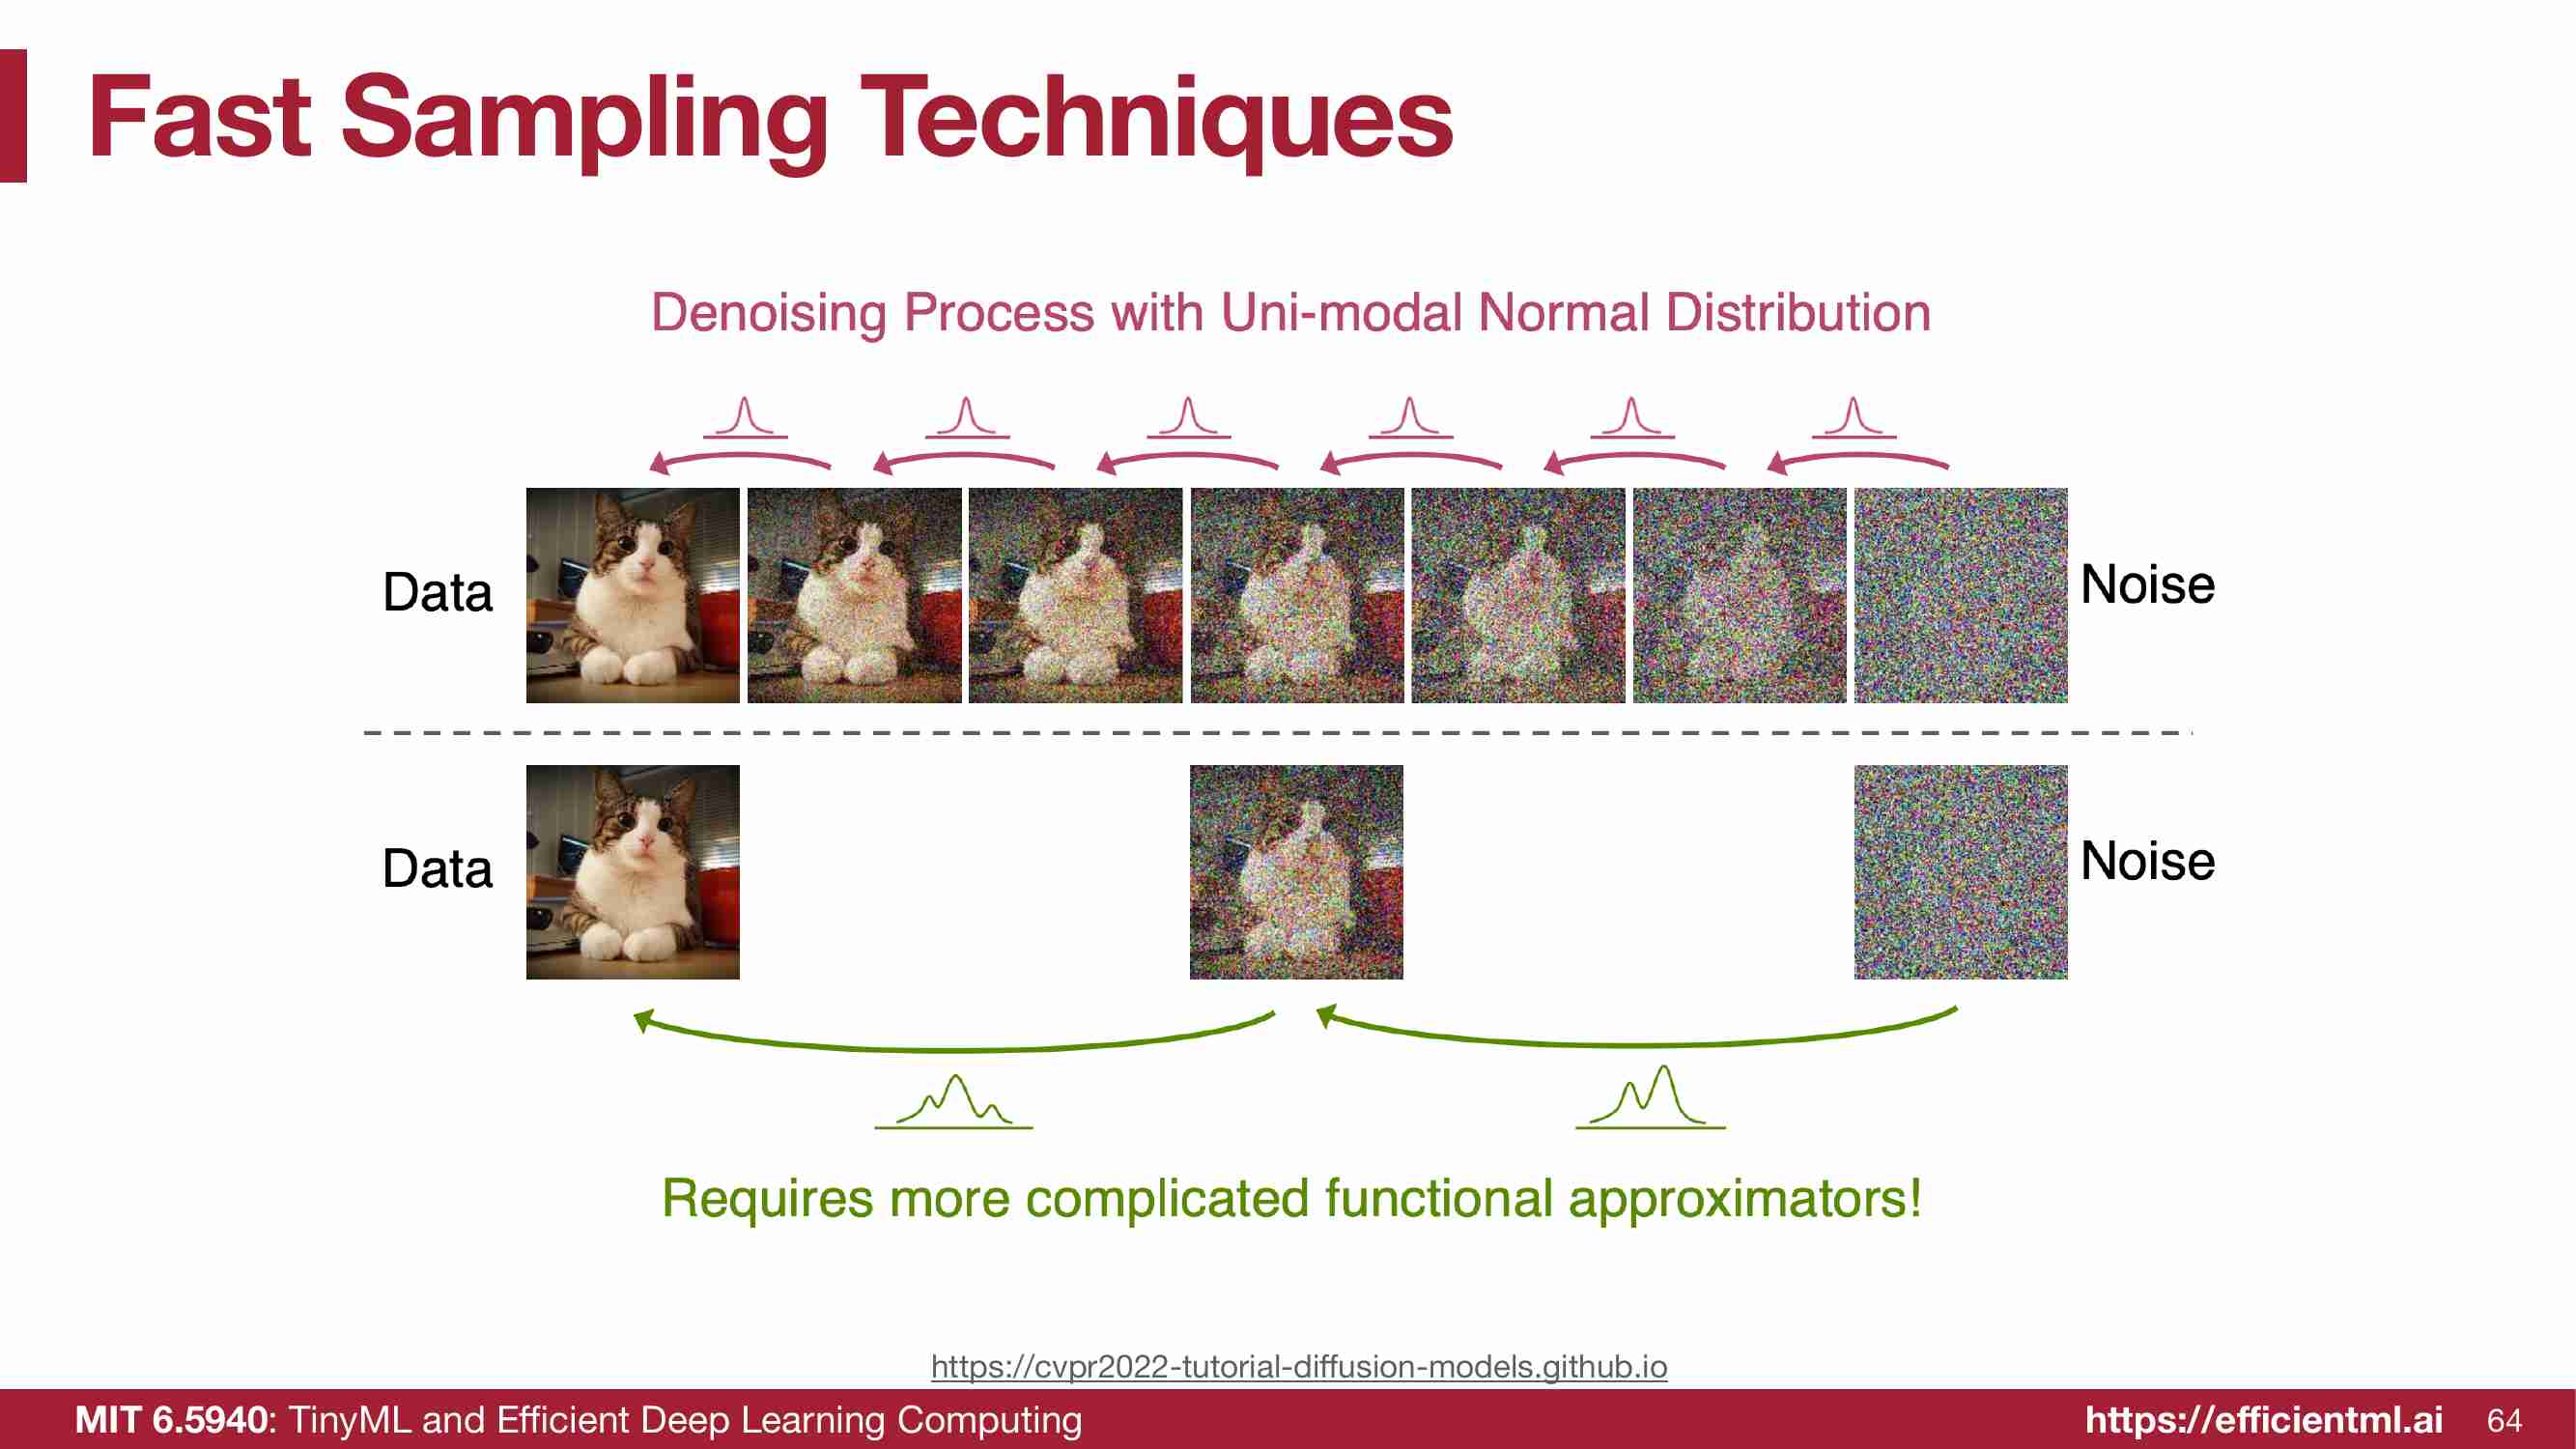 Fast Sampling Techniques
Denoising Process with Uni-modal Normal Distribution
Data
Noise
Data
Noise
Requires more complicated functional approximators!
https://cvpr2022-tutorial-diffusion-models.github.io
MIT 6.5940: TinyML and Efficient Deep Learning Computing
https://efficientml.ai 64